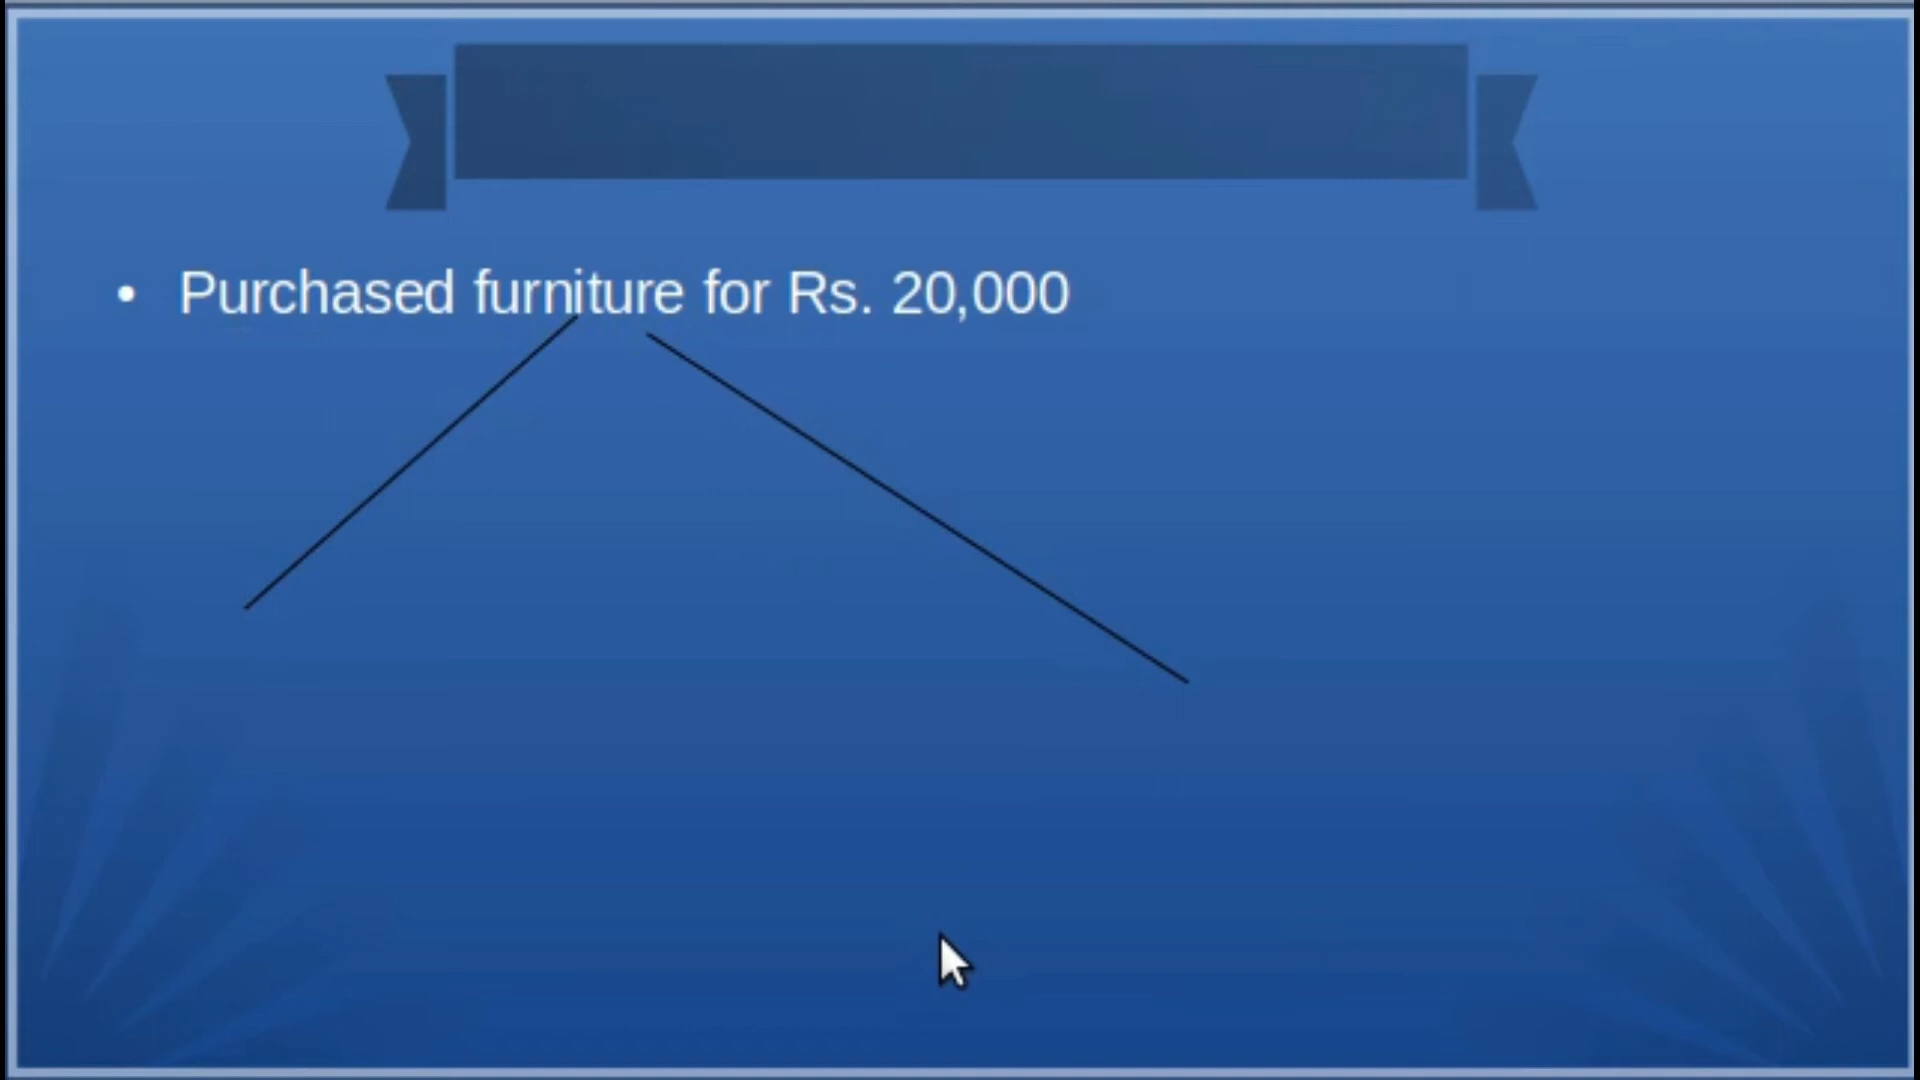 • Purchased furniture for Rs. 20,000